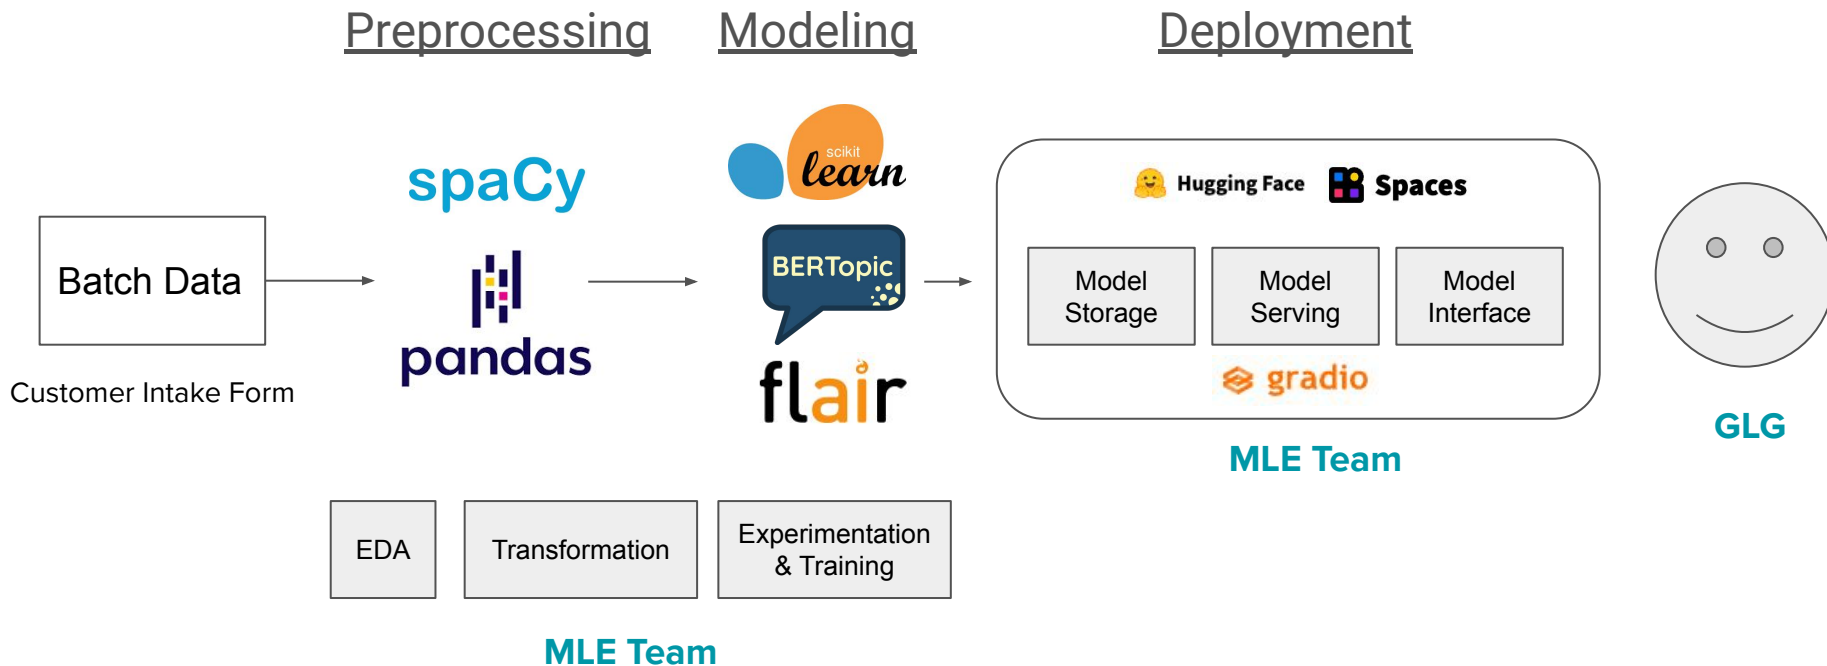 Preprocessing
Modeling
Deployment
Batch Data
Customer Intake Form
spaCy
pandas
scikit
learn
BERTopic
flair
Hugging Face
Spaces
Model
Storage
Model
Serving
Model
Interface
gradio
MLE Team
GLG
EDA
Transformation
Experimentation
& Training
MLE Team